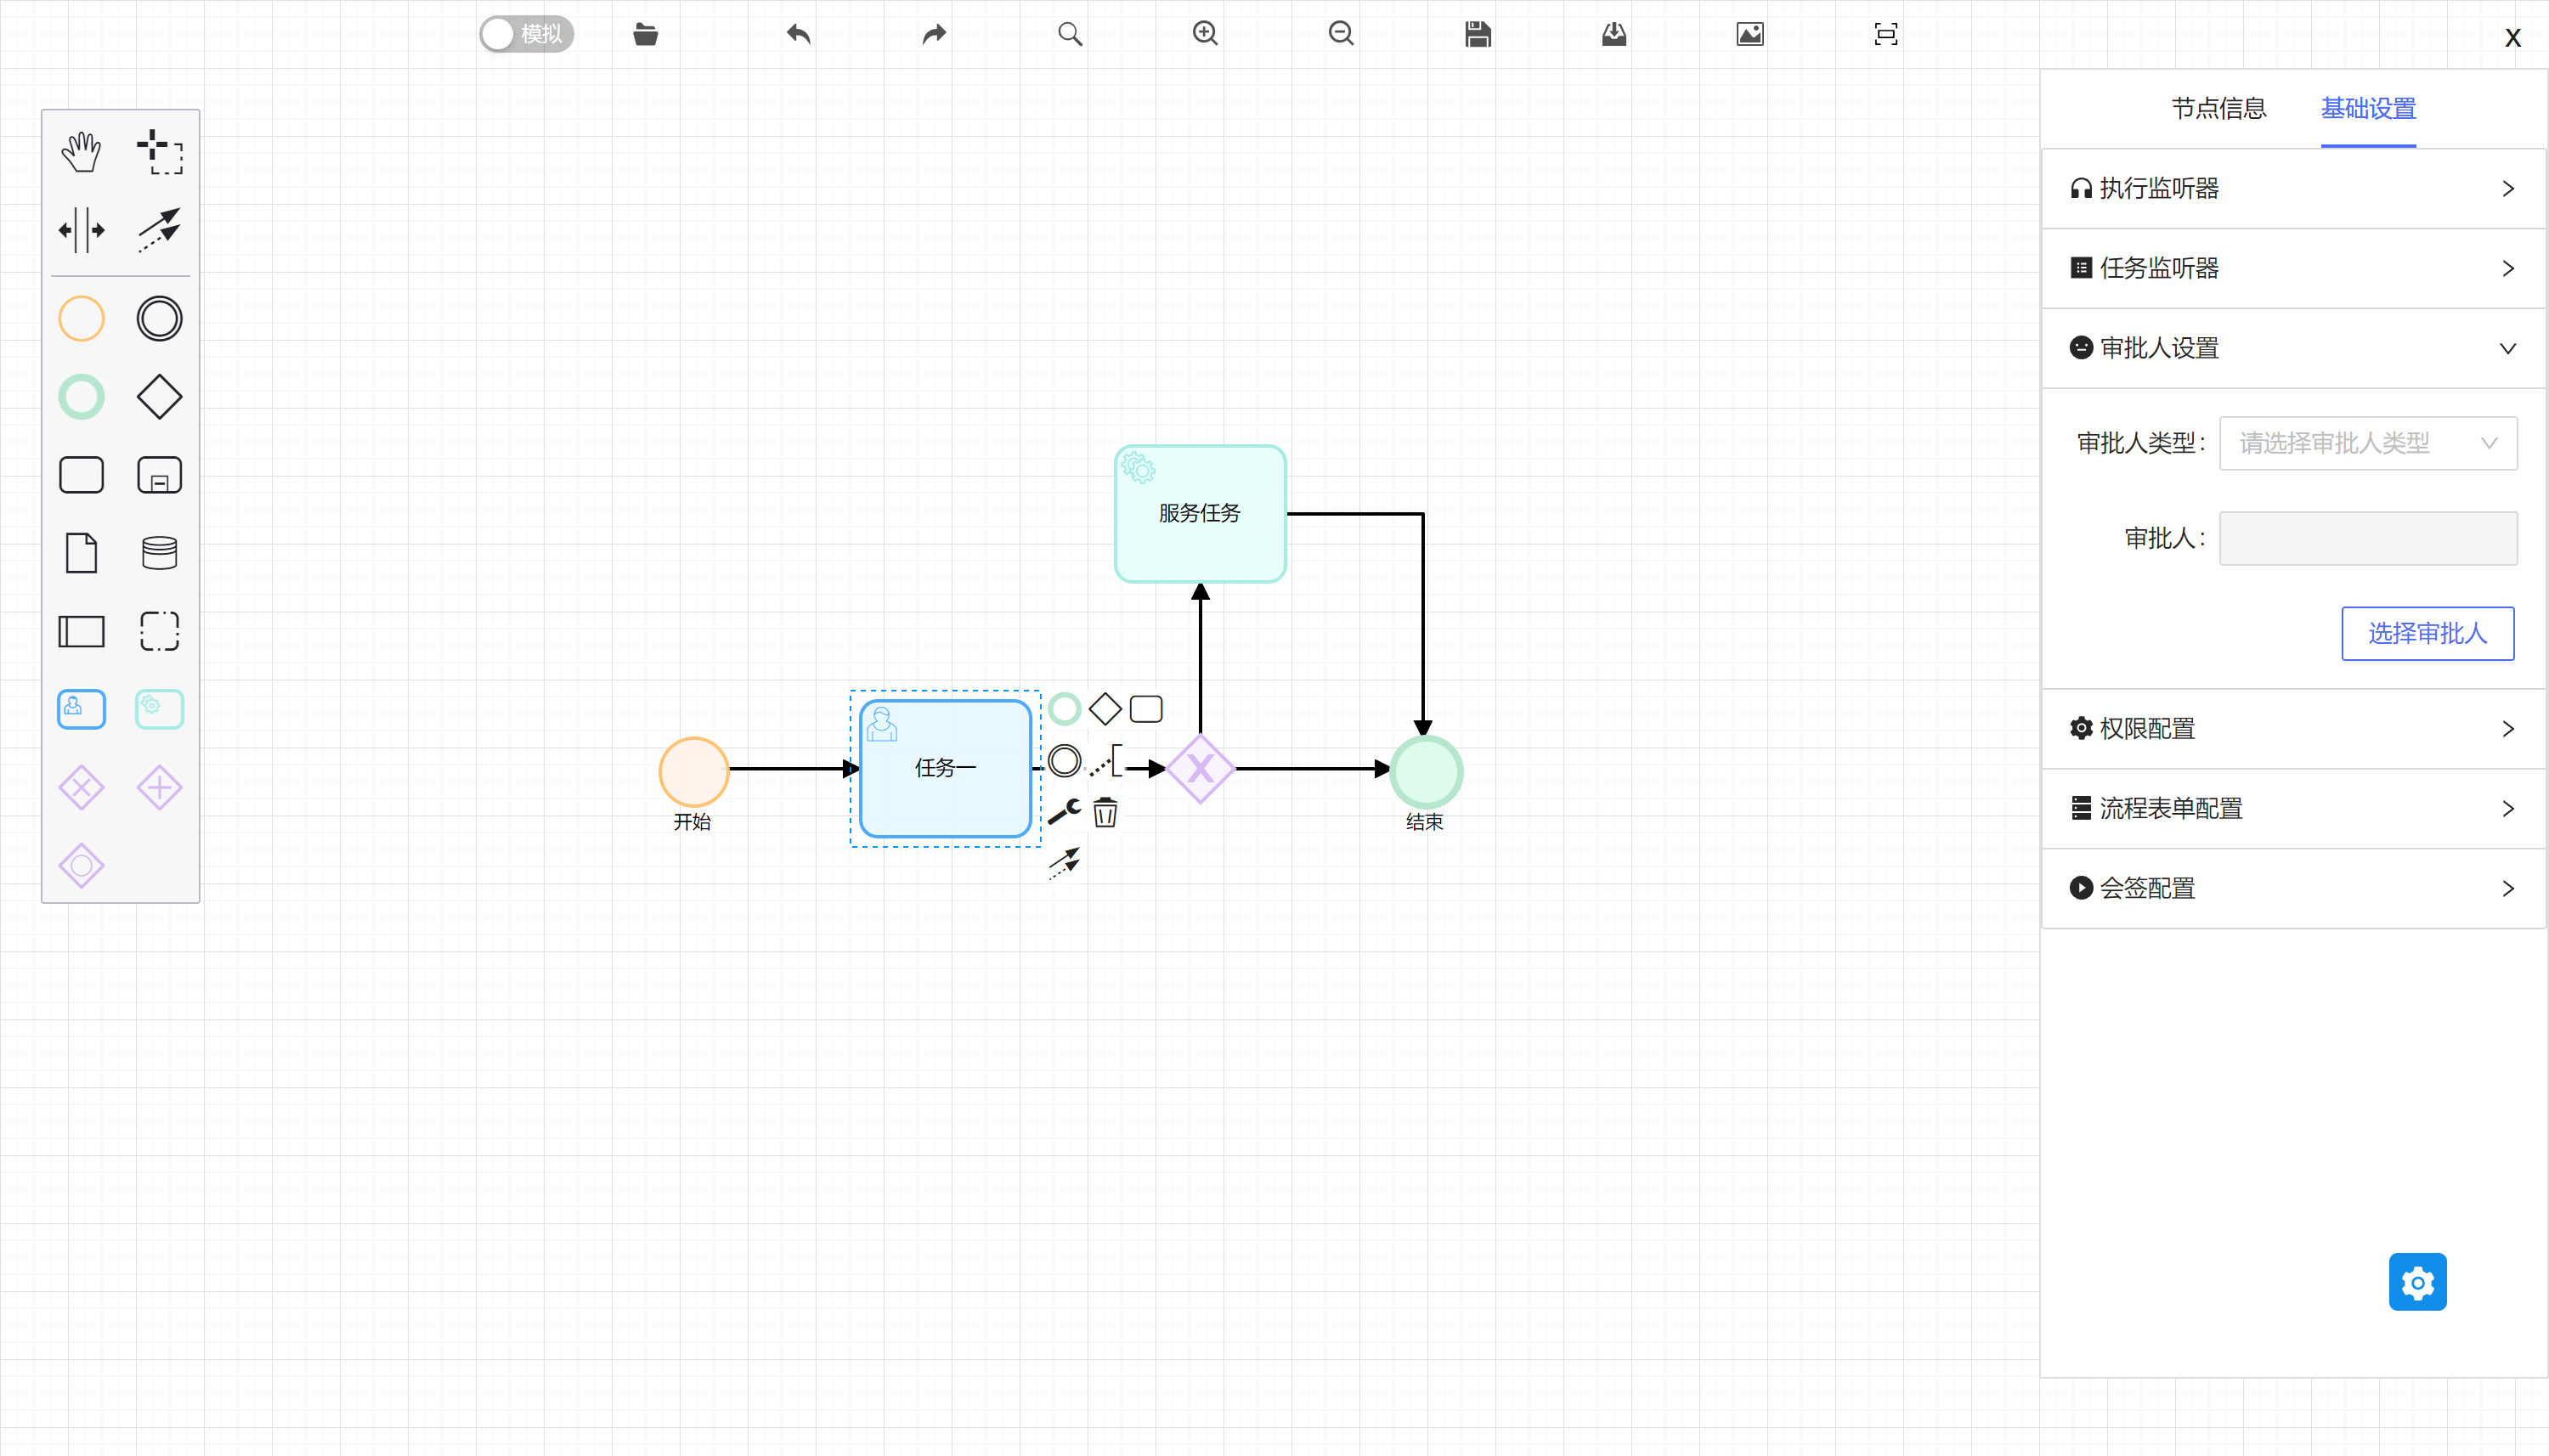 模拟
x
节点信息
基础设置
执行监听器
任务监听器
审批人设置
审批人类型:
请选择审批人类型
审批人:
选择审批人
权限配置
流程表单配置
会签配置
服务任务
任务一
开始
结束